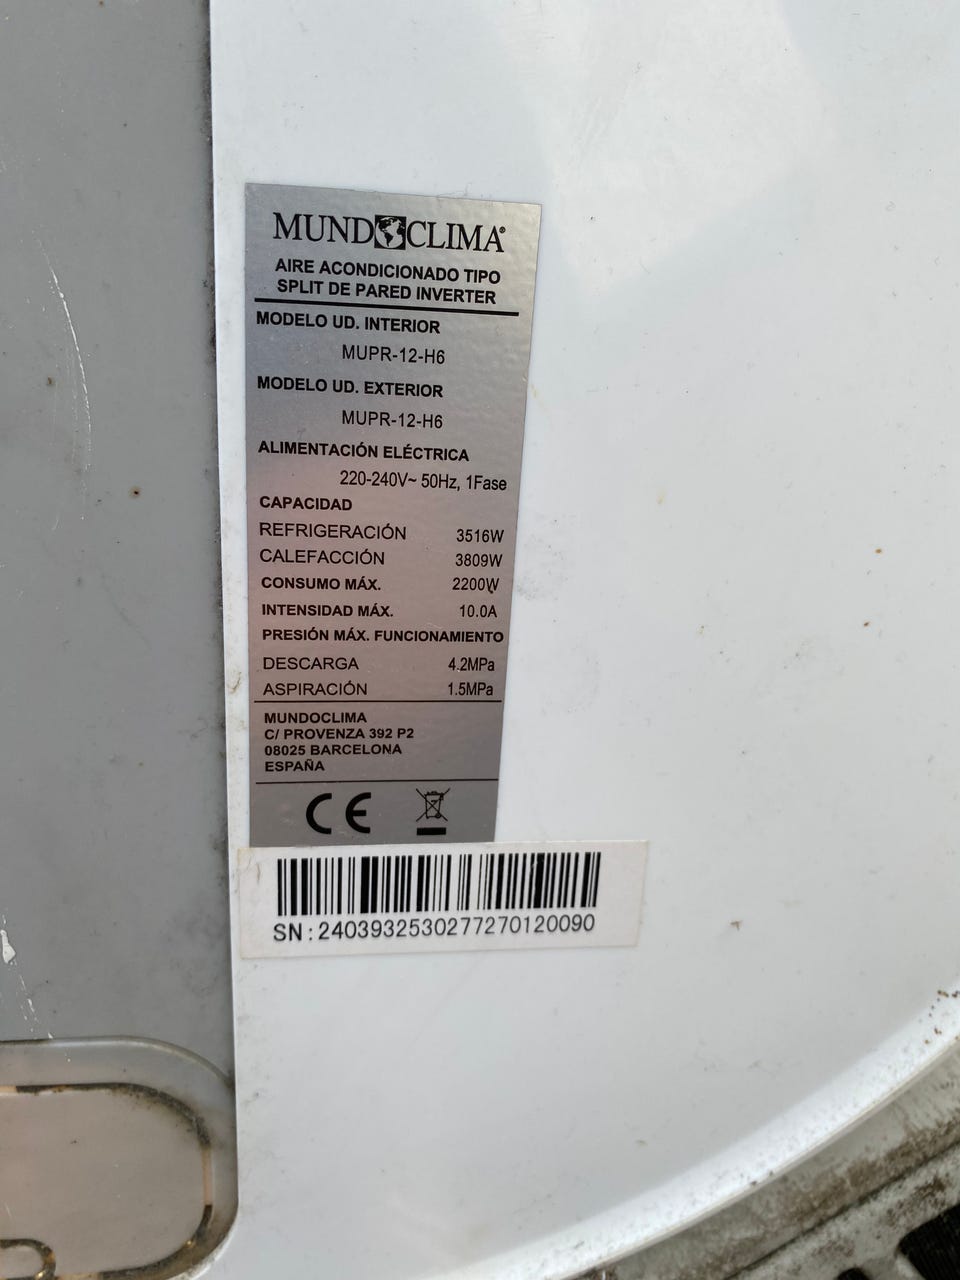 MUNDOCLIMA®
AIRE ACONDICIONADO TIPO
SPLIT DE PARED INVERTER
MODELO UD. INTERIOR
MUPR-12-H6
MODELO UD. EXTERIOR
MUPR-12-H6
ALIMENTACIÓN ELÉCTRICA
220-240V~ 50Hz, 1Fase
CAPACIDAD
REFRIGERACIÓN 3516W
CALEFACCIÓN 3809W
CONSUMO MÁX. 2200W
INTENSIDAD MÁX. 10.0A
PRESIÓN MÁX. FUNCIONAMIENTO
DESCARGA 4.2MPa
ASPIRACIÓN 1.5MPa
MUNDOCLIMA
C/ PROVENZA 392 P2
08025 BARCELONA
ESPAÑA
CE
SN:2403932530277270120090